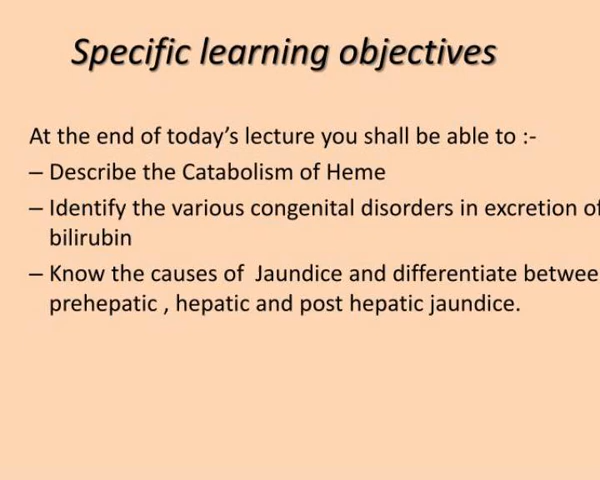 Specific learning objectives
At the end of today’s lecture you shall be able to :-
– Describe the Catabolism of Heme
– Identify the various congenital disorders in excretion of
bilirubin
– Know the causes of  Jaundice and differentiate betwee
prehepatic , hepatic and post hepatic jaundice.